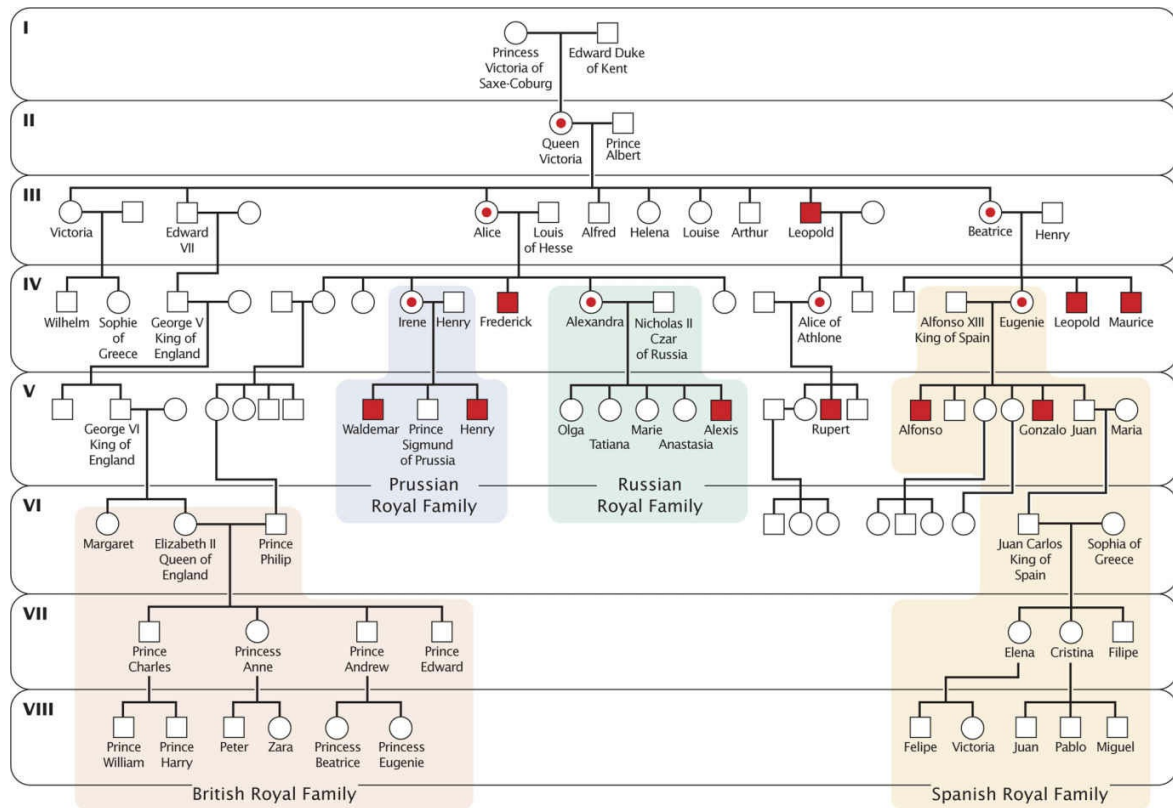 I
Princess
Victoria of
Saxe-Coburg
Edward Duke
of Kent
II
Queen
Victoria
Prince
Albert
III
Victoria
Edward
VII
Alice
Louis
of Hesse
Alfred
Helena
Louise
Arthur
Leopold
Beatrice
Henry
IV
Wilhelm
Sophie
of
Greece
George V
King of
England
Irene
Henry
Frederick
Alexandra
Nicholas II
Czar
of Russia
Alice of
Athlone
Alfonso XIII
King of Spain
Eugenie
Leopold
Maurice
V
George VI
King of
England
Waldemar
Prince
Sigmund
of Prussia
Henry
Olga
Tatiana
Marie
Anastasia
Alexis
Rupert
Alfonso
Gonzalo
Juan
Maria
Prussian
Royal Family
Russian
Royal Family
VI
Margaret
Elizabeth II
Queen of
England
Prince
Philip
Juan Carlos
King of
Spain
Sophia of
Greece
VII
Prince
Charles
Princess
Anne
Prince
Andrew
Prince
Edward
Elena
Cristina
Filipe
VIII
Prince
William
Prince
Harry
Peter
Zara
Princess
Beatrice
Princess
Eugenie
Felipe
Victoria
Juan
Pablo
Miguel
British Royal Family
Spanish Royal Family